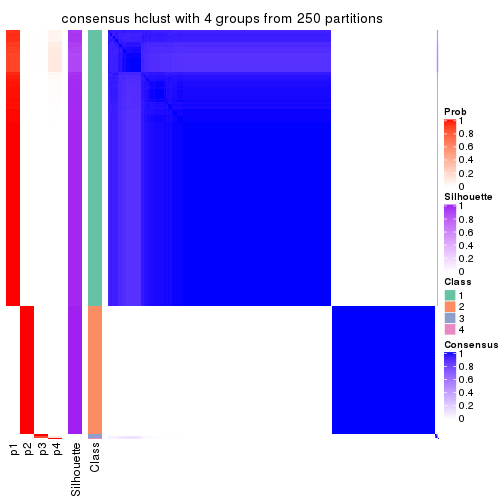 consensus hclust with 4 groups from 250 partitions
Prob
1
0.8
0.6
0.4
0.2
0
Silhouette
1
0.8
0.6
0.4
0.2
0
Class
1
2
3
4
Consensus
1
0.8
0.6
0.4
0.2
0
p1
p2
p3
p4
Silhouette
Class